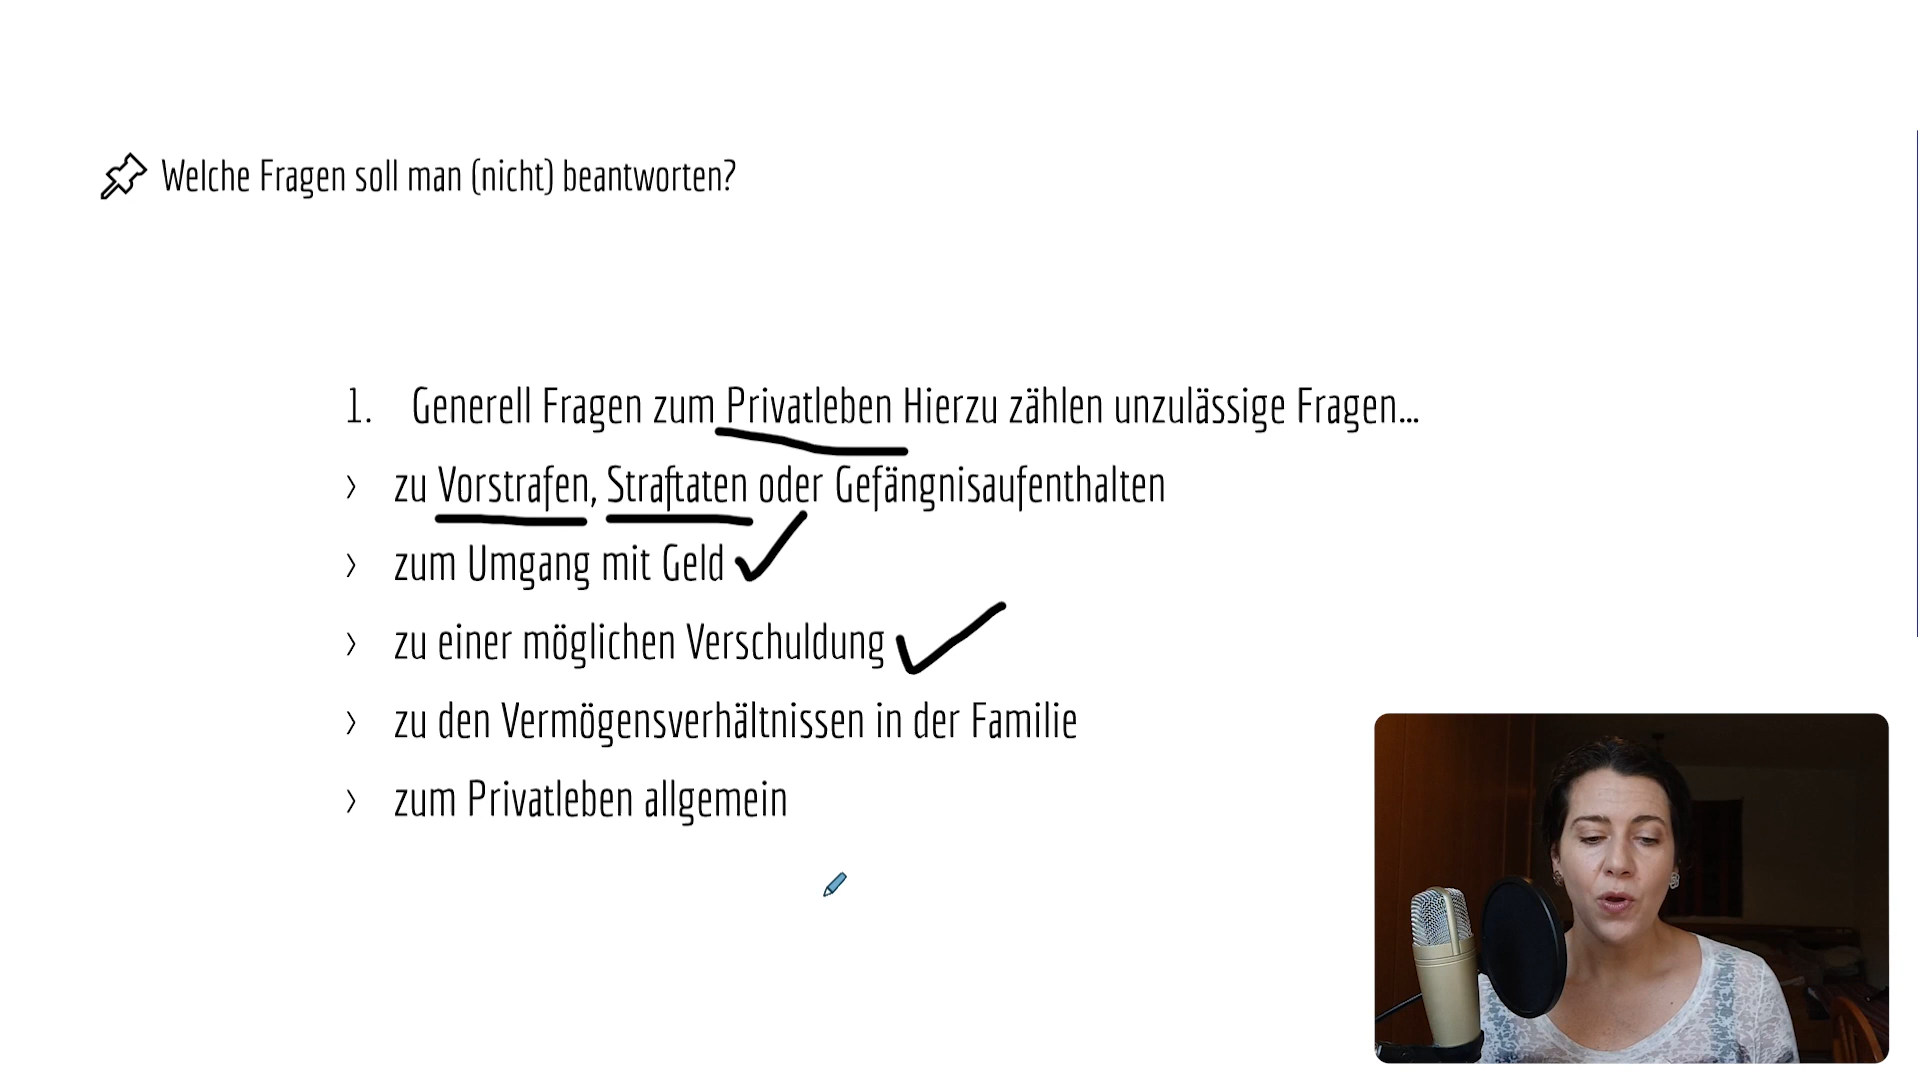 Welche Fragen soll man (nicht) beantworten?
1. Generell Fragen zum Privatleben Hierzu zählen unzulässige Fragen...
› zu Vorstrafen, Straftaten oder Gefängnisaufenthalten
› zum Umgang mit Geld
› zu einer möglichen Verschuldung
› zu den Vermögensverhältnissen in der Familie
› zum Privatleben allgemein